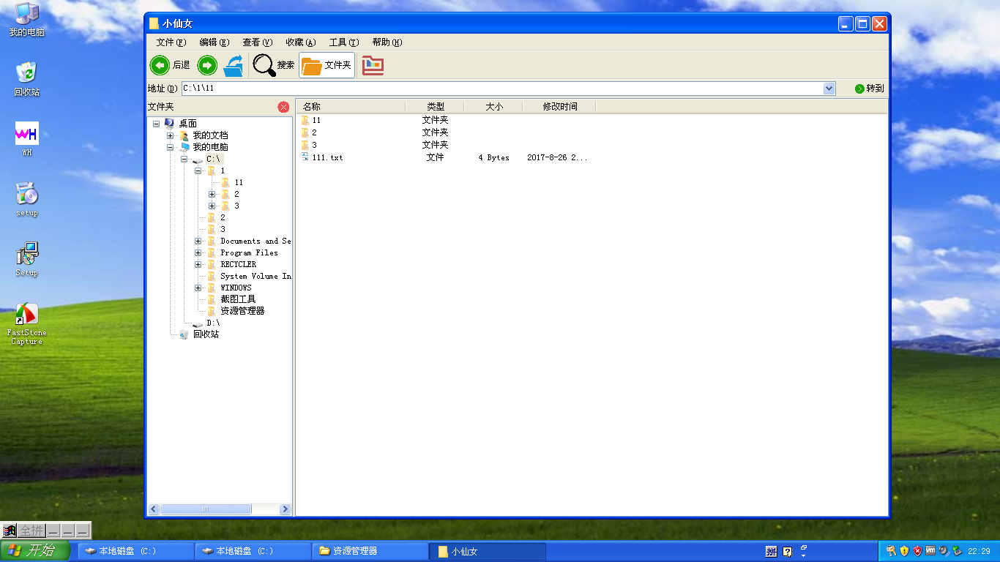 我的电脑
回收站
WH
WH
setup
Setup
FastStone
Capture
小仙女
文件(F) 编辑(E) 查看(V) 收藏(A) 工具(T) 帮助(H)
后退 搜索 文件夹
地址(D) C:\1\11 转到
文件夹
桌面
我的文档
我的电脑
C:\
1
11
2
3
2
3
Documents and Se
Program Files
RECYCLER
System Volume In
WINDOWS
截图工具
资源管理器
D:\
回收站
名称 类型 大小 修改时间
11 文件夹
2 文件夹
3 文件夹
111.txt 文件 4 Bytes 2017-8-26 2...
全拼
开始 本地磁盘 (C:) 本地磁盘 (C:) 资源管理器 小仙女 拼 ? 22:29